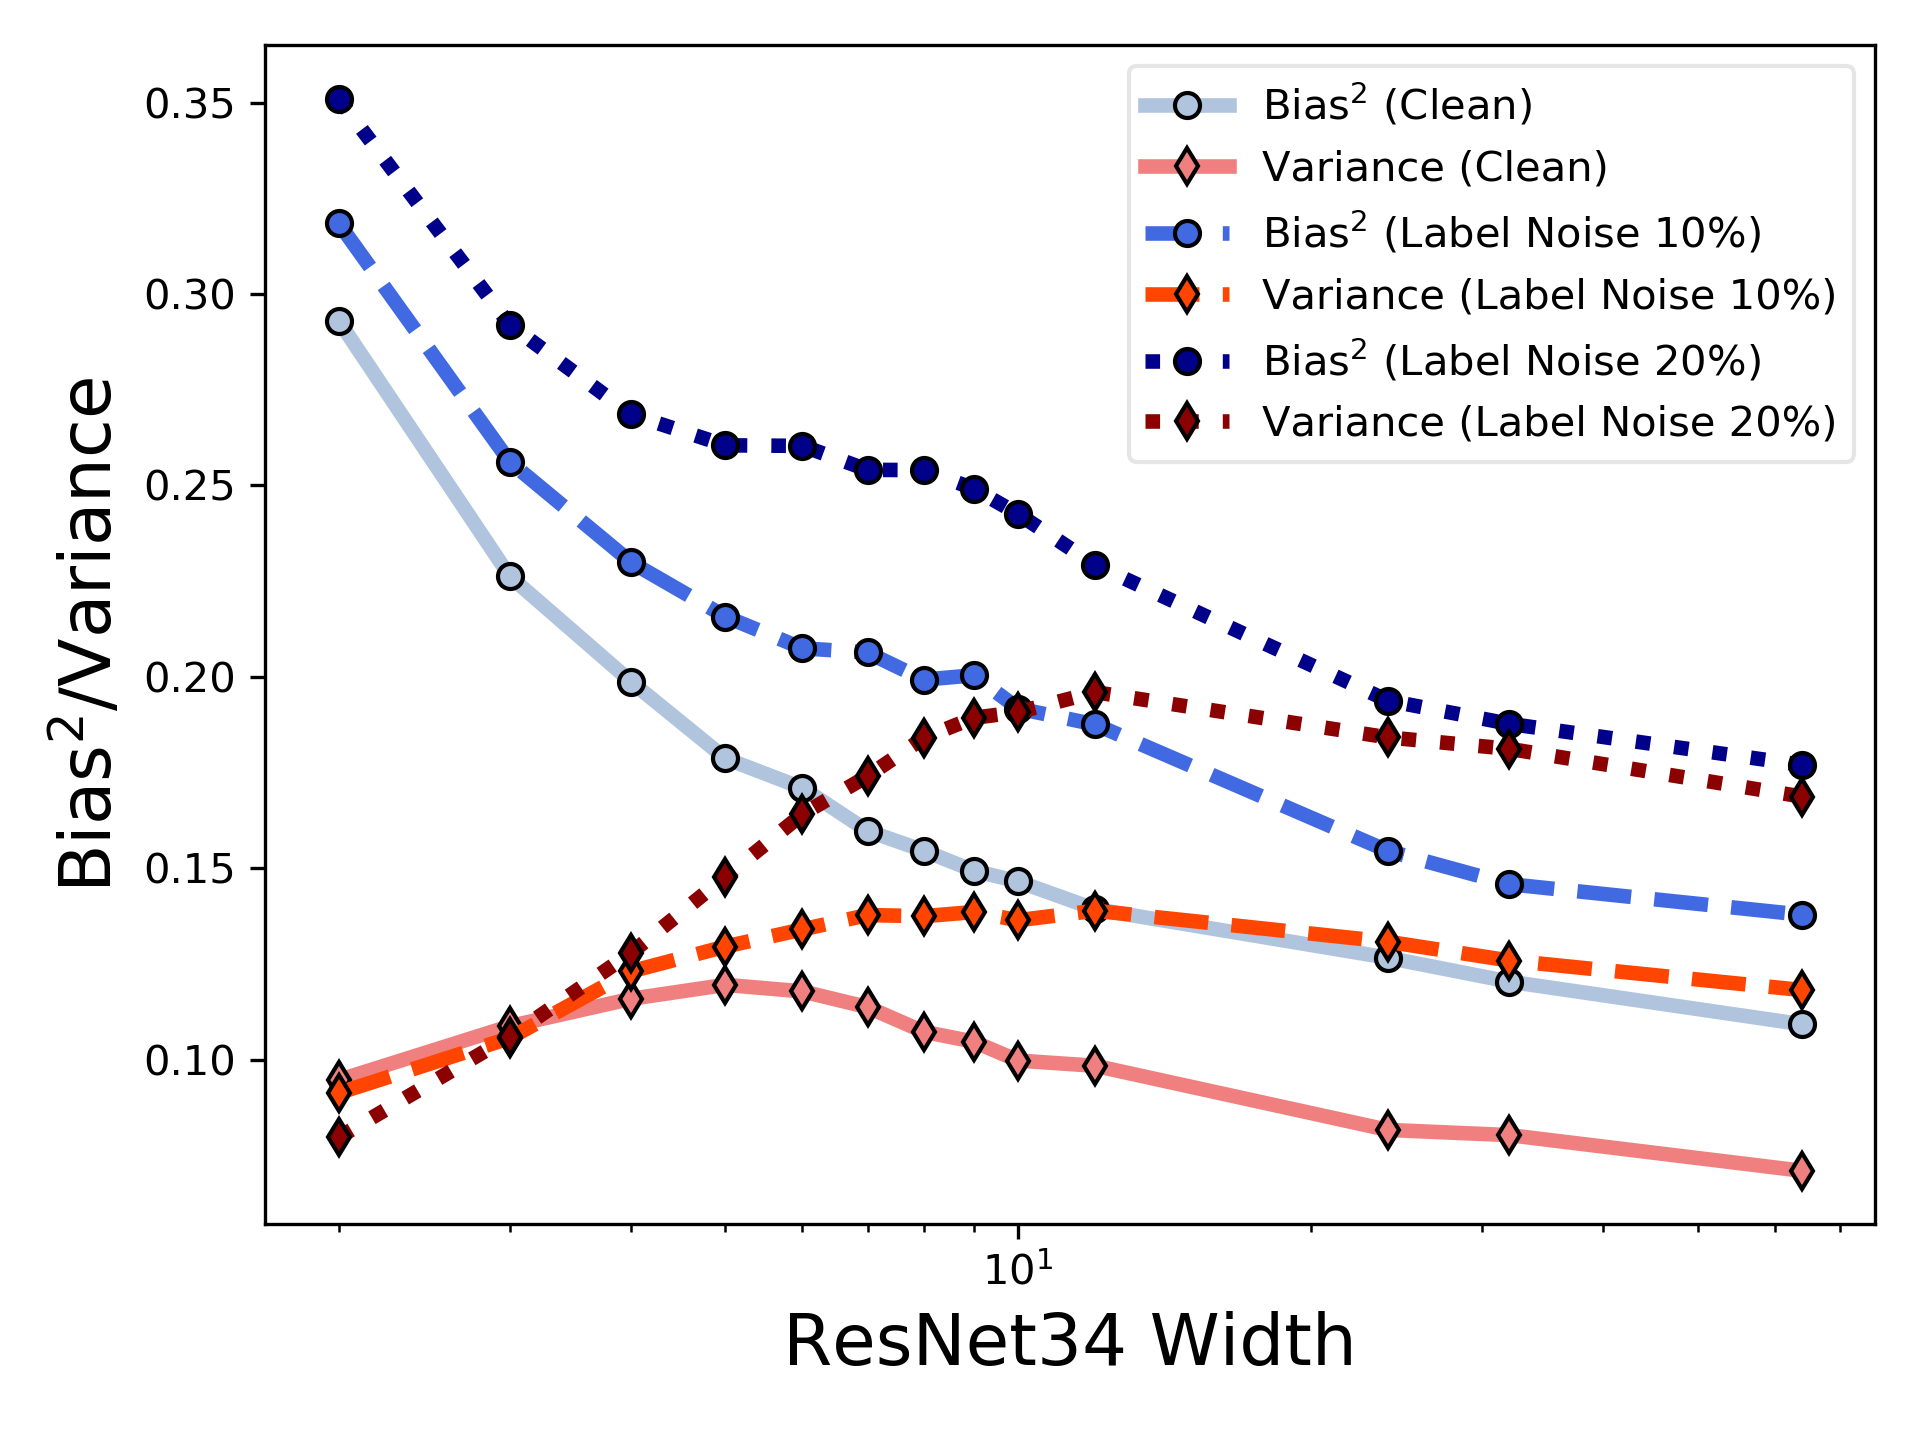 Bias²/Variance
0.35
0.30
0.25
0.20
0.15
0.10
Bias² (Clean)
Variance (Clean)
Bias² (Label Noise 10%)
Variance (Label Noise 10%)
Bias² (Label Noise 20%)
Variance (Label Noise 20%)
10¹
ResNet34 Width